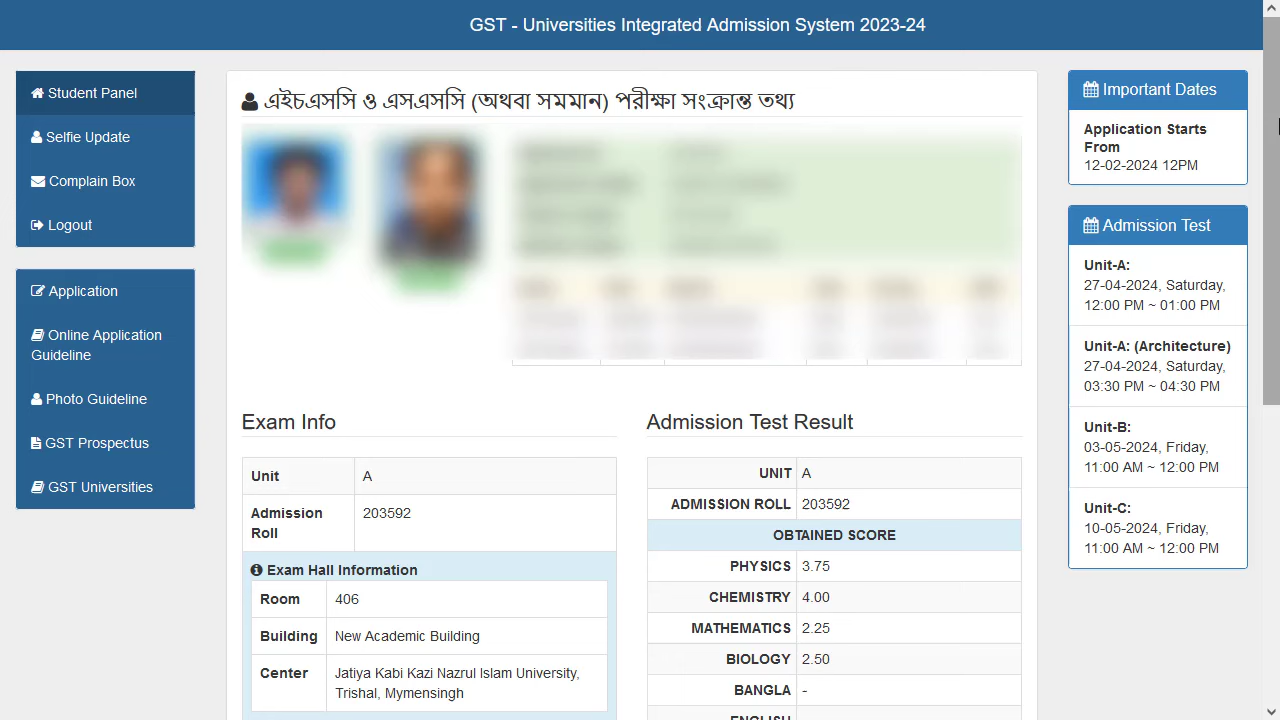 GST - Universities Integrated Admission System 2023-24
Student Panel
Selfie Update
Complain Box
Logout
Application
Online Application
Guideline
Photo Guideline
GST Prospectus
GST Universities
এইচএসসি ও এসএসসি (অথবা সমমান) পরীক্ষা সংক্রান্ত তথ্য
Exam Info
Unit A
Admission
Roll 203592
Exam Hall Information
Room 406
Building New Academic Building
Center Jatiya Kabi Kazi Nazrul Islam University,
Trishal, Mymensingh
Admission Test Result
UNIT A
ADMISSION ROLL 203592
OBTAINED SCORE
PHYSICS 3.75
CHEMISTRY 4.00
MATHEMATICS 2.25
BIOLOGY 2.50
BANGLA -
ENGLISH
Important Dates
Application Starts
From
12-02-2024 12PM
Admission Test
Unit-A:
27-04-2024, Saturday,
12:00 PM ~ 01:00 PM
Unit-A: (Architecture)
27-04-2024, Saturday,
03:30 PM ~ 04:30 PM
Unit-B:
03-05-2024, Friday,
11:00 AM ~ 12:00 PM
Unit-C:
10-05-2024, Friday,
11:00 AM ~ 12:00 PM